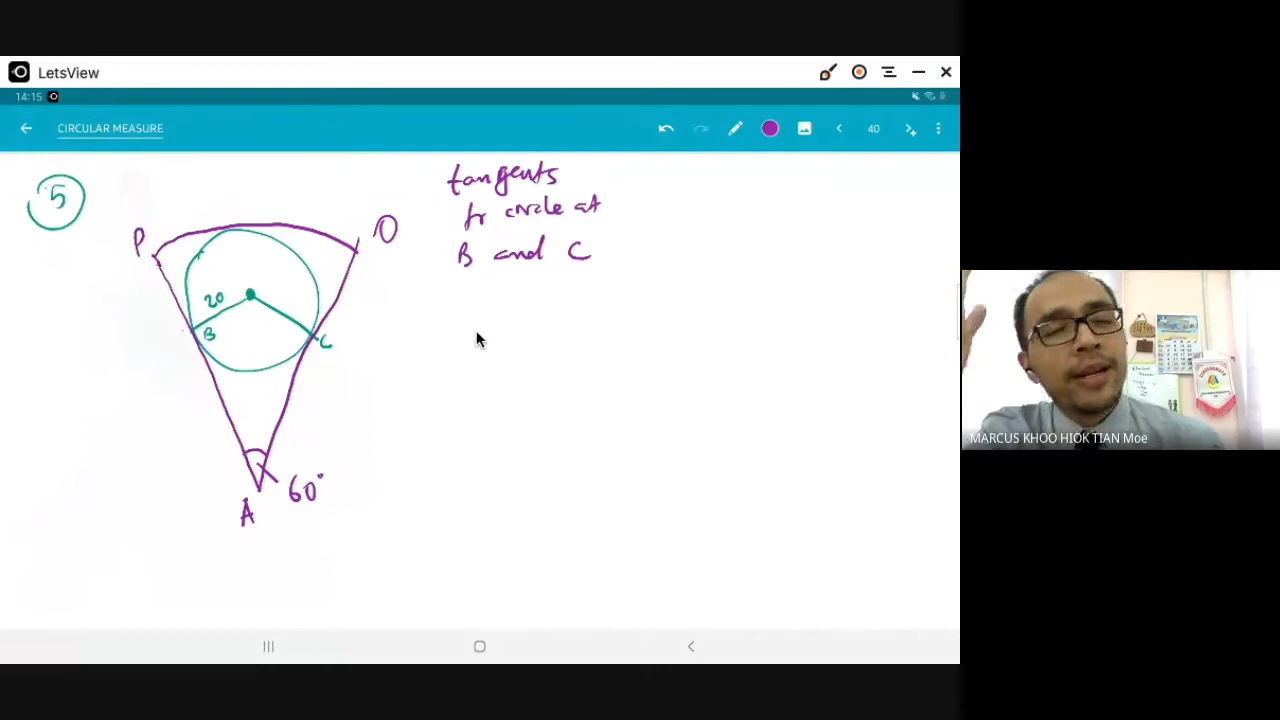 LetsView
14:15
CIRCULAR MEASURE
40
5
tangents
to circle at
B and C
P
Q
20
B
C
60°
A
MARCUS KHOO HIOK TIAN Moe